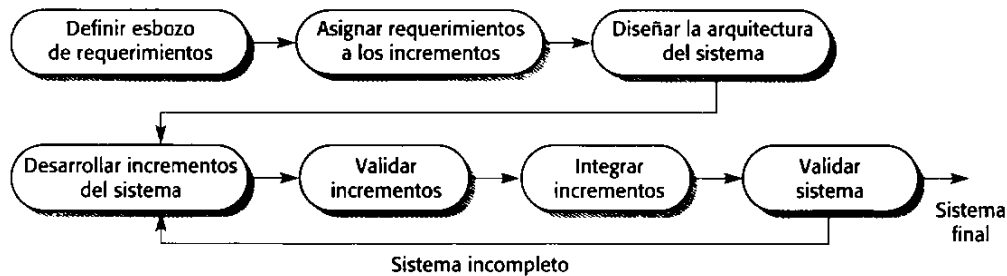 Definir esbozo
de requerimientos
Asignar requerimientos
a los incrementos
Diseñar la arquitectura
del sistema
Desarrollar incrementos
del sistema
Validar
incrementos
Integrar
incrementos
Validar
sistema
Sistema
final
Sistema incompleto